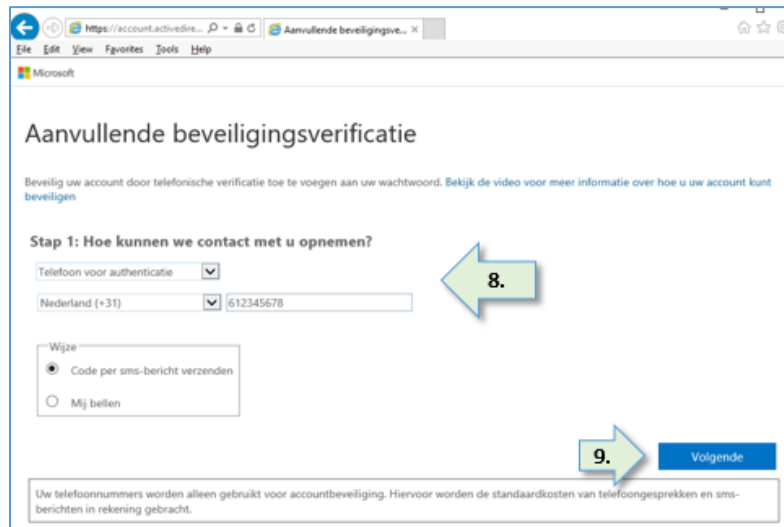 https://account.activedire...
Aanvullende beveiligingsve...
File Edit View Favorites Tools Help
Microsoft
Aanvullende beveiligingsverificatie
Beveilig uw account door telefonische verificatie toe te voegen aan uw wachtwoord. Bekijk de video voor meer informatie over hoe u uw account kunt
beveiligen
Stap 1: Hoe kunnen we contact met u opnemen?
Telefoon voor authenticatie
8.
Nederland (+31) 612345678
Wijze
Code per sms-bericht verzenden
Mij bellen
9.
Volgende
Uw telefoonnummers worden alleen gebruikt voor accountbeveiliging. Hiervoor worden de standaardkosten van telefoongesprekken en sms-
berichten in rekening gebracht.